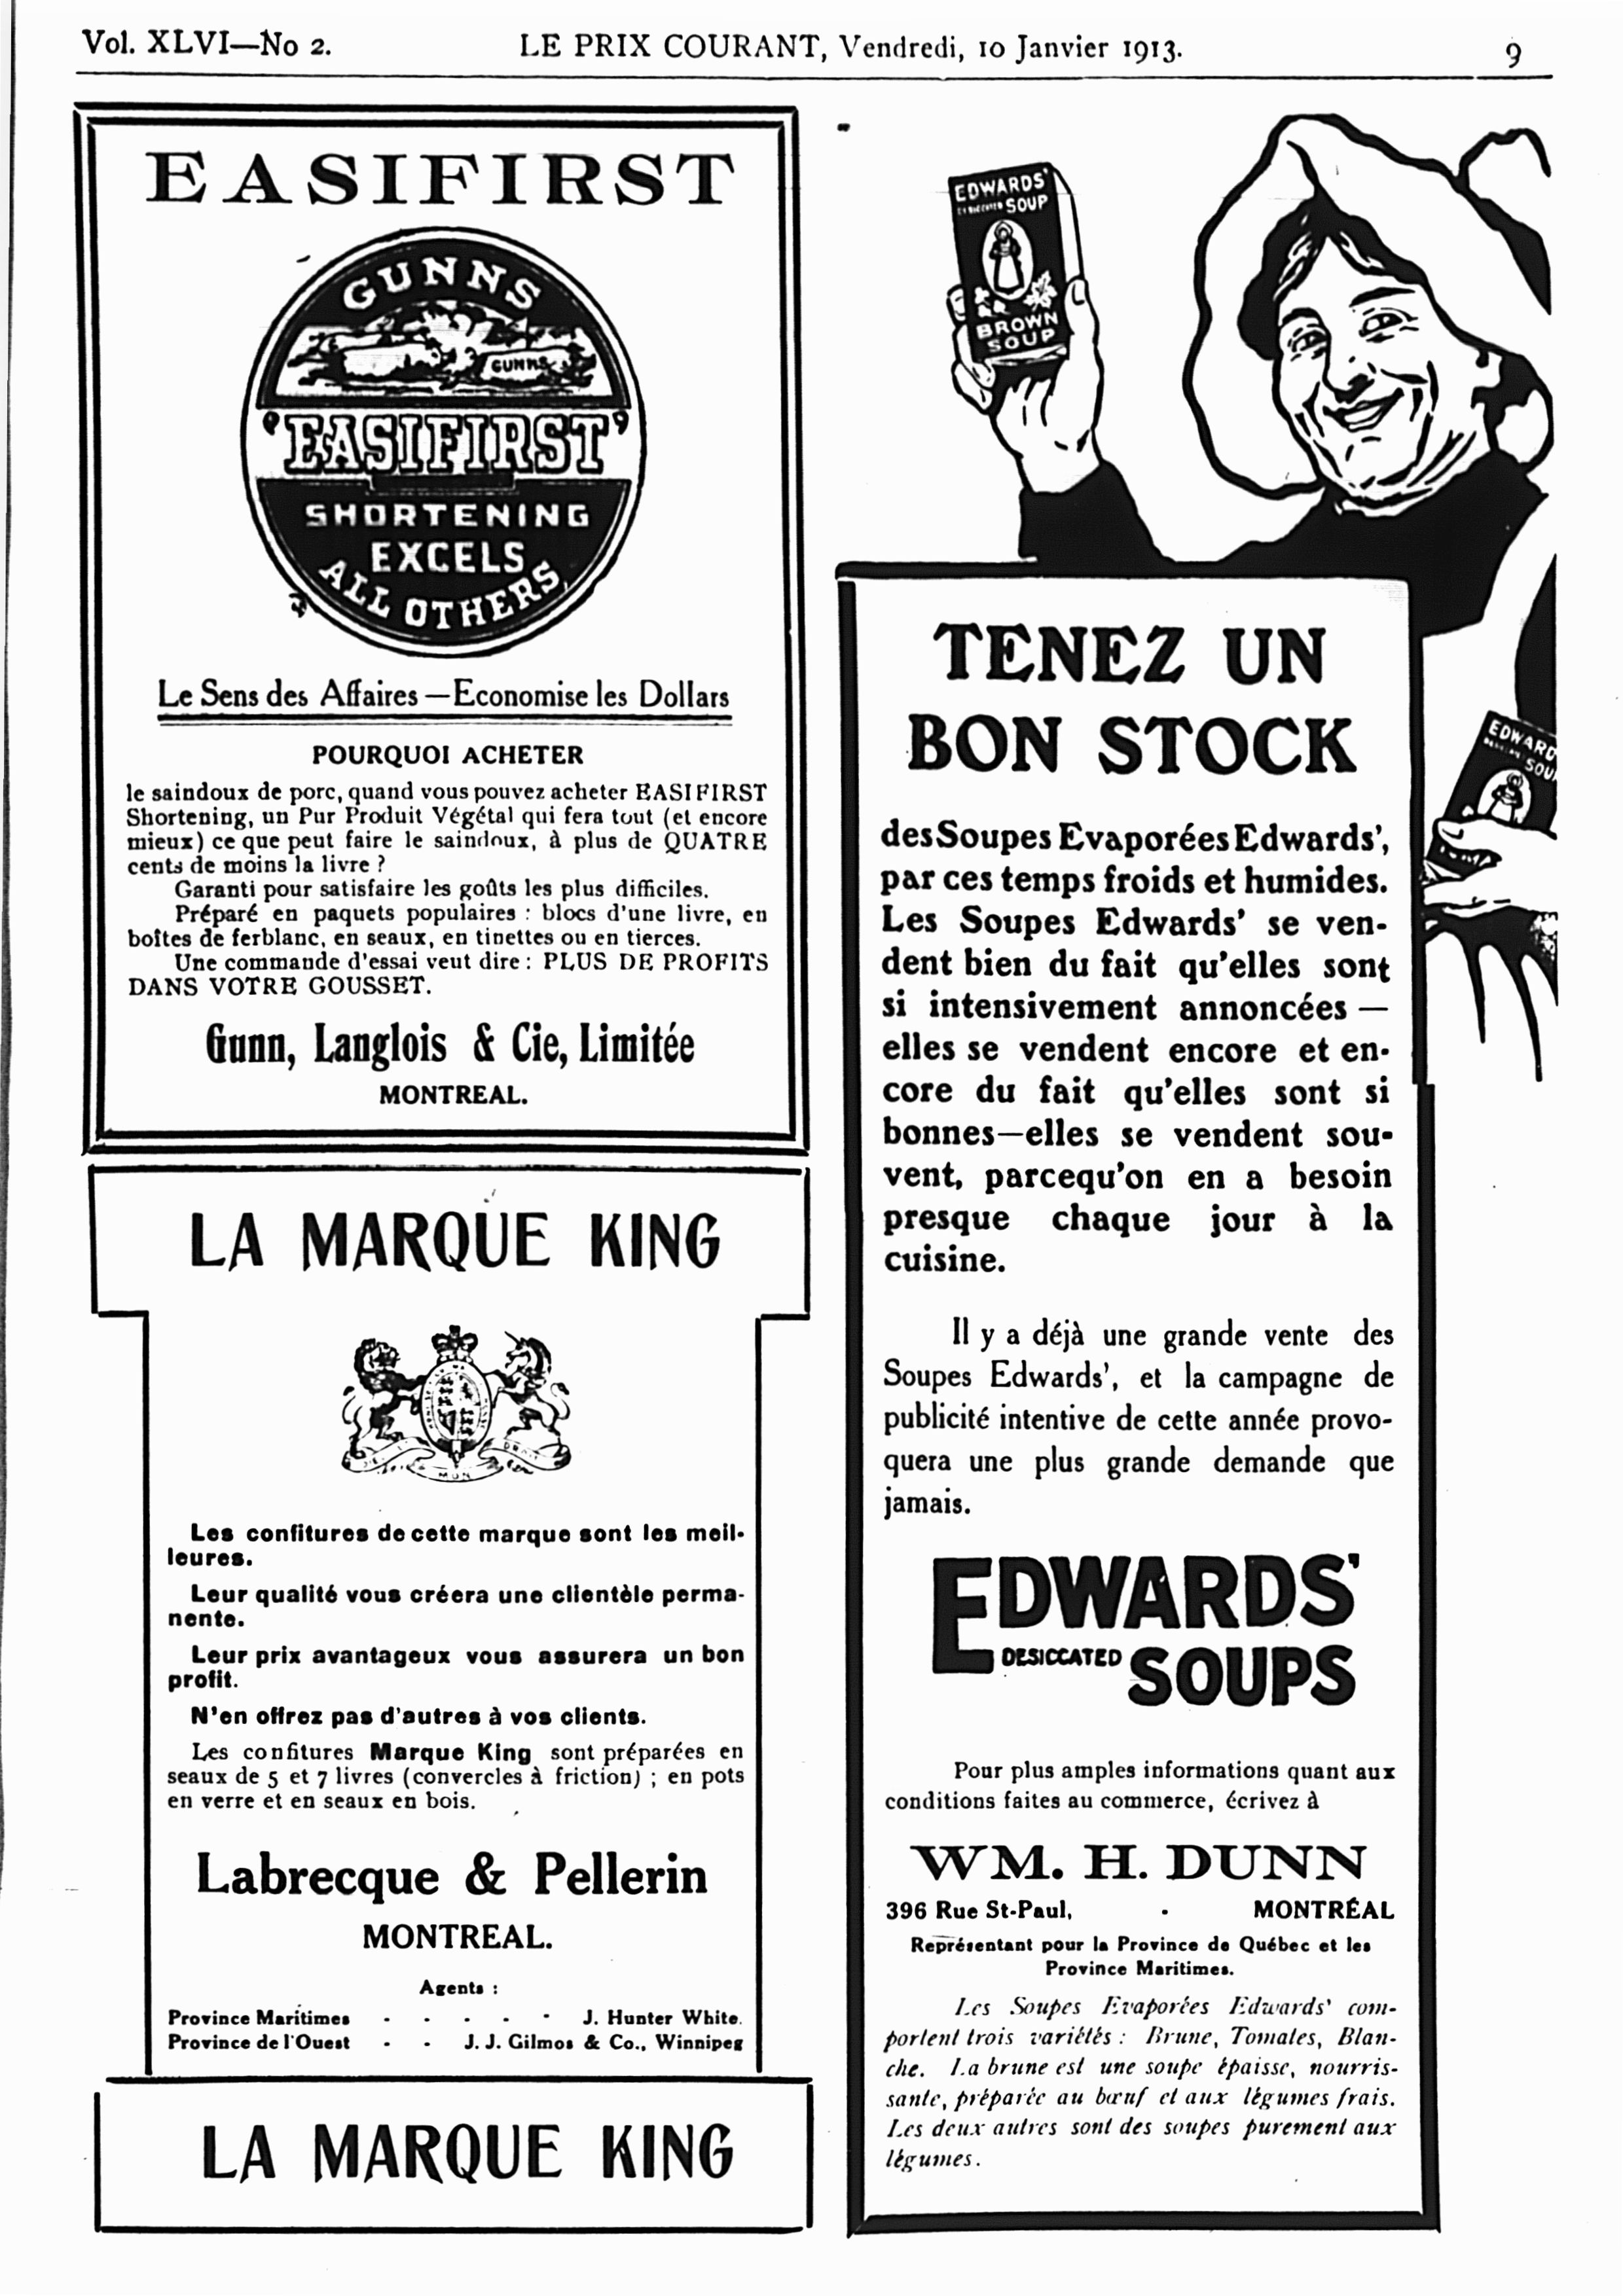 Vol. XLVI—No 2.
LE PRIX COURANT, Vendredi, 10 Janvier 1913.
9
EASIFIRST
GUNNS
GUNNS
'EASIFIRST'
SHORTENING
EXCELS
ALL OTHERS
Le Sens des Affaires — Economise les Dollars
POURQUOI ACHETER
le saindoux de porc, quand vous pouvez acheter EASIFIRST
Shortening, un Pur Produit Végétal qui fera tout (et encore
mieux) ce que peut faire le saindoux, à plus de QUATRE
cents de moins la livre ?
Garanti pour satisfaire les goûts les plus difficiles.
Préparé en paquets populaires : blocs d'une livre, en
boîtes de ferblanc, en seaux, en tinettes ou en tierces.
Une commande d'essai veut dire : PLUS DE PROFITS
DANS VOTRE GOUSSET.
Gunn, Langlois & Cie, Limitée
MONTREAL.
LA MARQUE KING
MON
Les confitures de cette marque sont les meil-
leures.
Leur qualité vous créera une clientèle perma-
nente.
Leur prix avantageux vous assurera un bon
profit.
N'en offrez pas d'autres à vos clients.
Les confitures Marque King sont préparées en
seaux de 5 et 7 livres (convercles à friction) ; en pots
en verre et en seaux en bois.
Labrecque & Pellerin
MONTREAL.
Agents :
Province Maritimes - - - - - J. Hunter White.
Province de l'Ouest - - J. J. Gilmos & Co., Winnipeg
LA MARQUE KING
EDWARDS'
SOUP
BROWN
SOUP
EDWARD
SOU
TENEZ UN
BON STOCK
des Soupes Evaporées Edwards',
par ces temps froids et humides.
Les Soupes Edwards' se ven-
dent bien du fait qu'elles sont
si intensivement annoncées —
elles se vendent encore et en-
core du fait qu'elles sont si
bonnes—elles se vendent sou-
vent, parcequ'on en a besoin
presque chaque jour à la
cuisine.
Il y a déjà une grande vente des
Soupes Edwards', et la campagne de
publicité intentive de cette année provo-
quera une plus grande demande que
jamais.
EDWARDS'
DESICCATED SOUPS
Pour plus amples informations quant aux
conditions faites au commerce, écrivez à
WM. H. DUNN
396 Rue St-Paul, - MONTRÉAL
Représentant pour la Province de Québec et les
Province Maritimes.
Les Soupes Evaporées Edwards' com-
portent trois variétés : Brune, Tomates, Blan-
che. La brune est une soupe épaisse, nourris-
sante, préparée au bœuf et aux légumes frais.
Les deux autres sont des soupes purement aux
légumes.